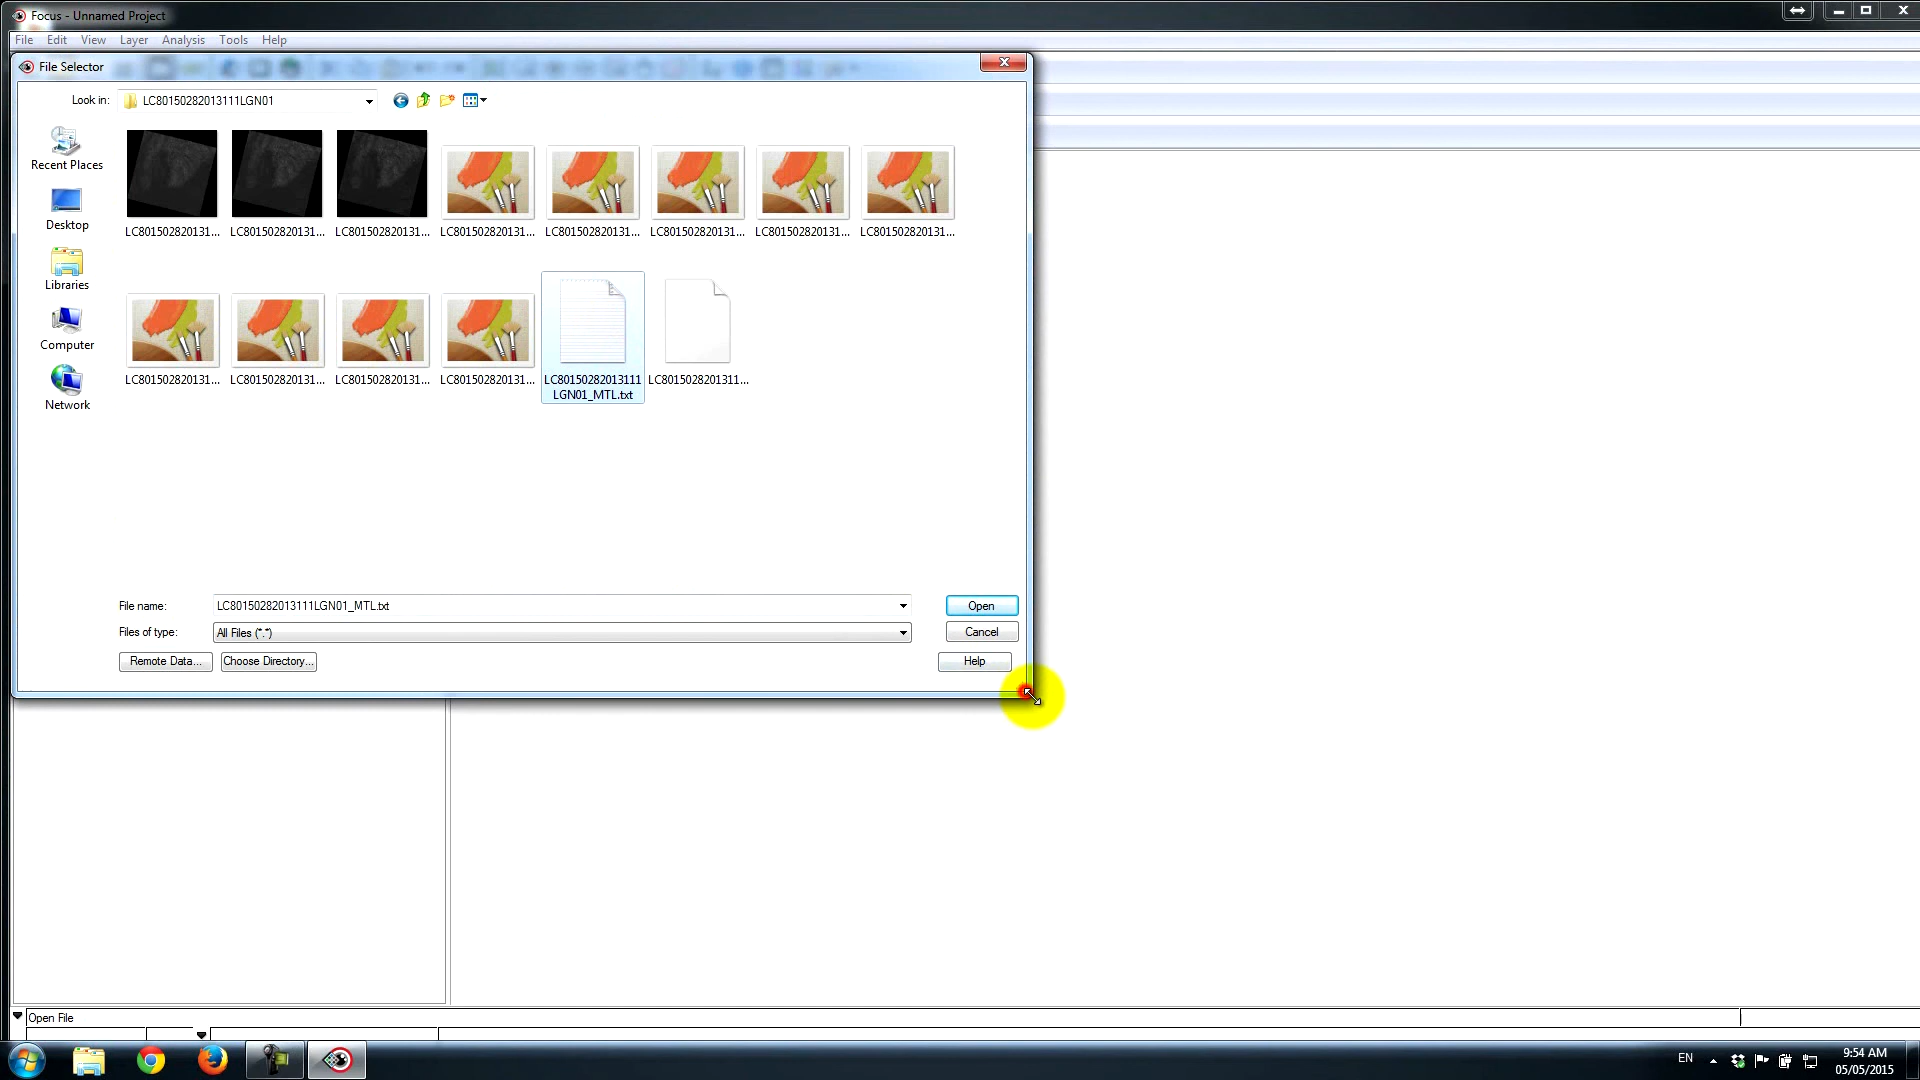 Focus - Unnamed Project
File Edit View Layer Analysis Tools Help
File Selector
Look in: LC80150282013111LGN01
Recent Places
Desktop
Libraries
Computer
Network
LC801502820131... LC801502820131... LC801502820131... LC801502820131... LC801502820131... LC801502820131... LC801502820131... LC801502820131...
LC801502820131... LC801502820131... LC801502820131... LC801502820131... LC80150282013111 LC8015028201311...
LGN01_MTL.txt
File name: LC80150282013111LGN01_MTL.txt Open
Files of type: All Files (*.*) Cancel
Remote Data... Choose Directory... Help
Open File
EN 9:54 AM
05/05/2015